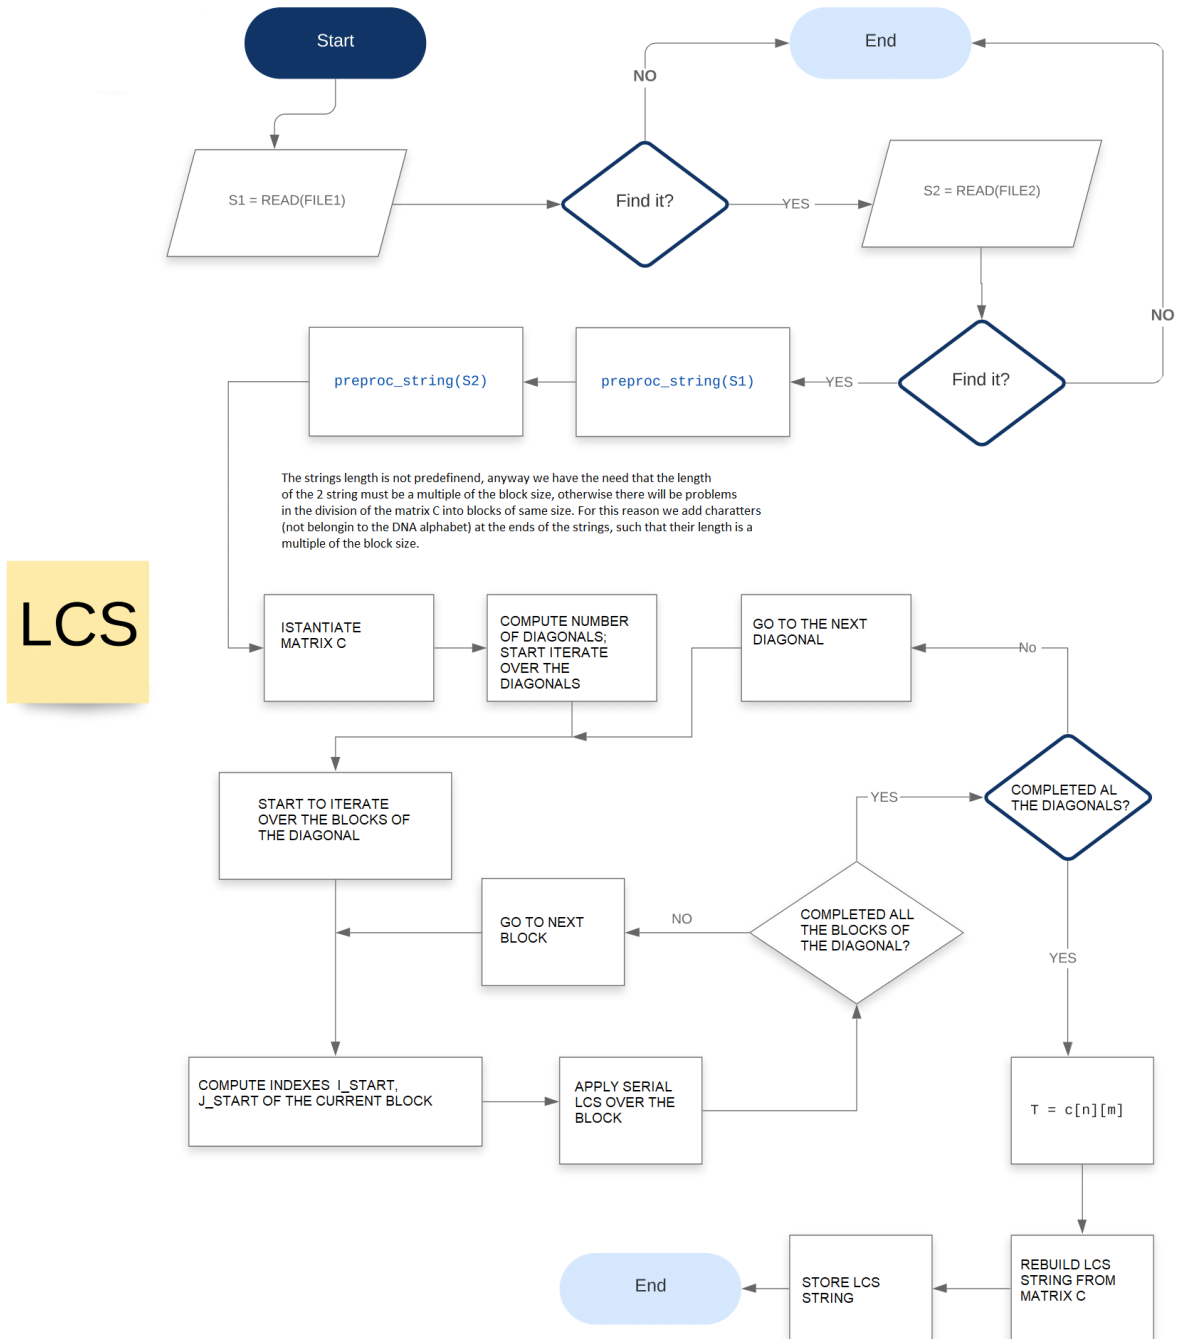 Start
End
NO
S1 = READ(FILE1)
Find it?
YES
S2 = READ(FILE2)
NO
preproc_string(S2)
preproc_string(S1)
YES
Find it?
The strings length is not predefinend, anyway we have the need that the length
of the 2 string must be a multiple of the block size, otherwise there will be problems
in the division of the matrix C into blocks of same size. For this reason we add charatters
(not belongin to the DNA alphabet) at the ends of the strings, such that their length is a
multiple of the block size.
LCS
ISTANTIATE
MATRIX C
COMPUTE NUMBER
OF DIAGONALS;
START ITERATE
OVER THE
DIAGONALS
GO TO THE NEXT
DIAGONAL
No
START TO ITERATE
OVER THE BLOCKS OF
THE DIAGONAL
YES
COMPLETED AL
THE DIAGONALS?
GO TO NEXT
BLOCK
NO
COMPLETED ALL
THE BLOCKS OF
THE DIAGONAL?
YES
COMPUTE INDEXES I_START,
J_START OF THE CURRENT BLOCK
APPLY SERIAL
LCS OVER THE
BLOCK
T = c[n][m]
End
STORE LCS
STRING
REBUILD LCS
STRING FROM
MATRIX C